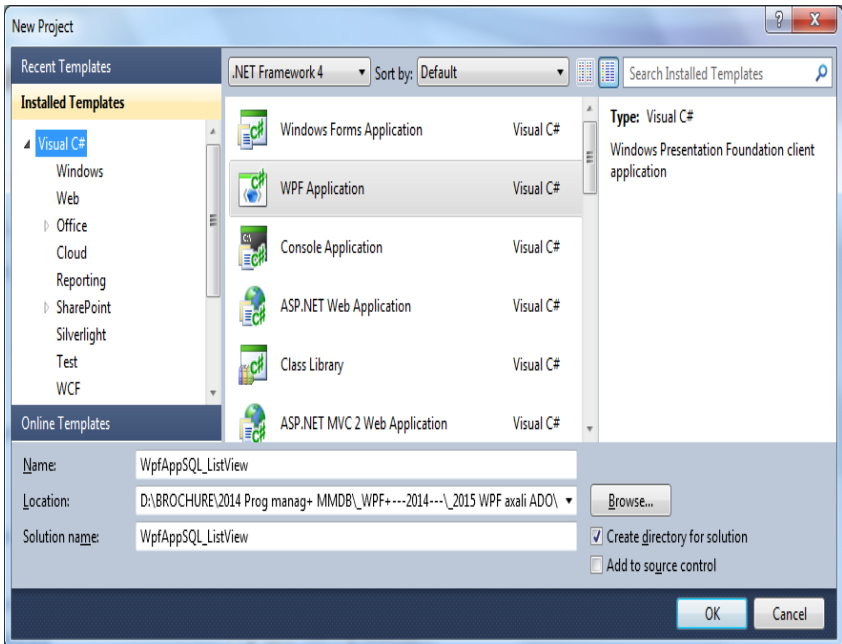 New Project
Recent Templates
.NET Framework 4 Sort by: Default Search Installed Templates
Installed Templates
Visual C#
Windows
Web
Office
Cloud
Reporting
SharePoint
Silverlight
Test
WCF
Online Templates
Windows Forms Application Visual C#
WPF Application Visual C#
Console Application Visual C#
ASP.NET Web Application Visual C#
Class Library Visual C#
ASP.NET MVC 2 Web Application Visual C#
Type: Visual C#
Windows Presentation Foundation client
application
Name: WpfAppSQL_ListView
Location: D:\BROCHURE\2014 Prog manag+ MMDB\_WPF+---2014---\_2015 WPF axali ADO\ Browse...
Solution name: WpfAppSQL_ListView
Create directory for solution
Add to source control
OK Cancel